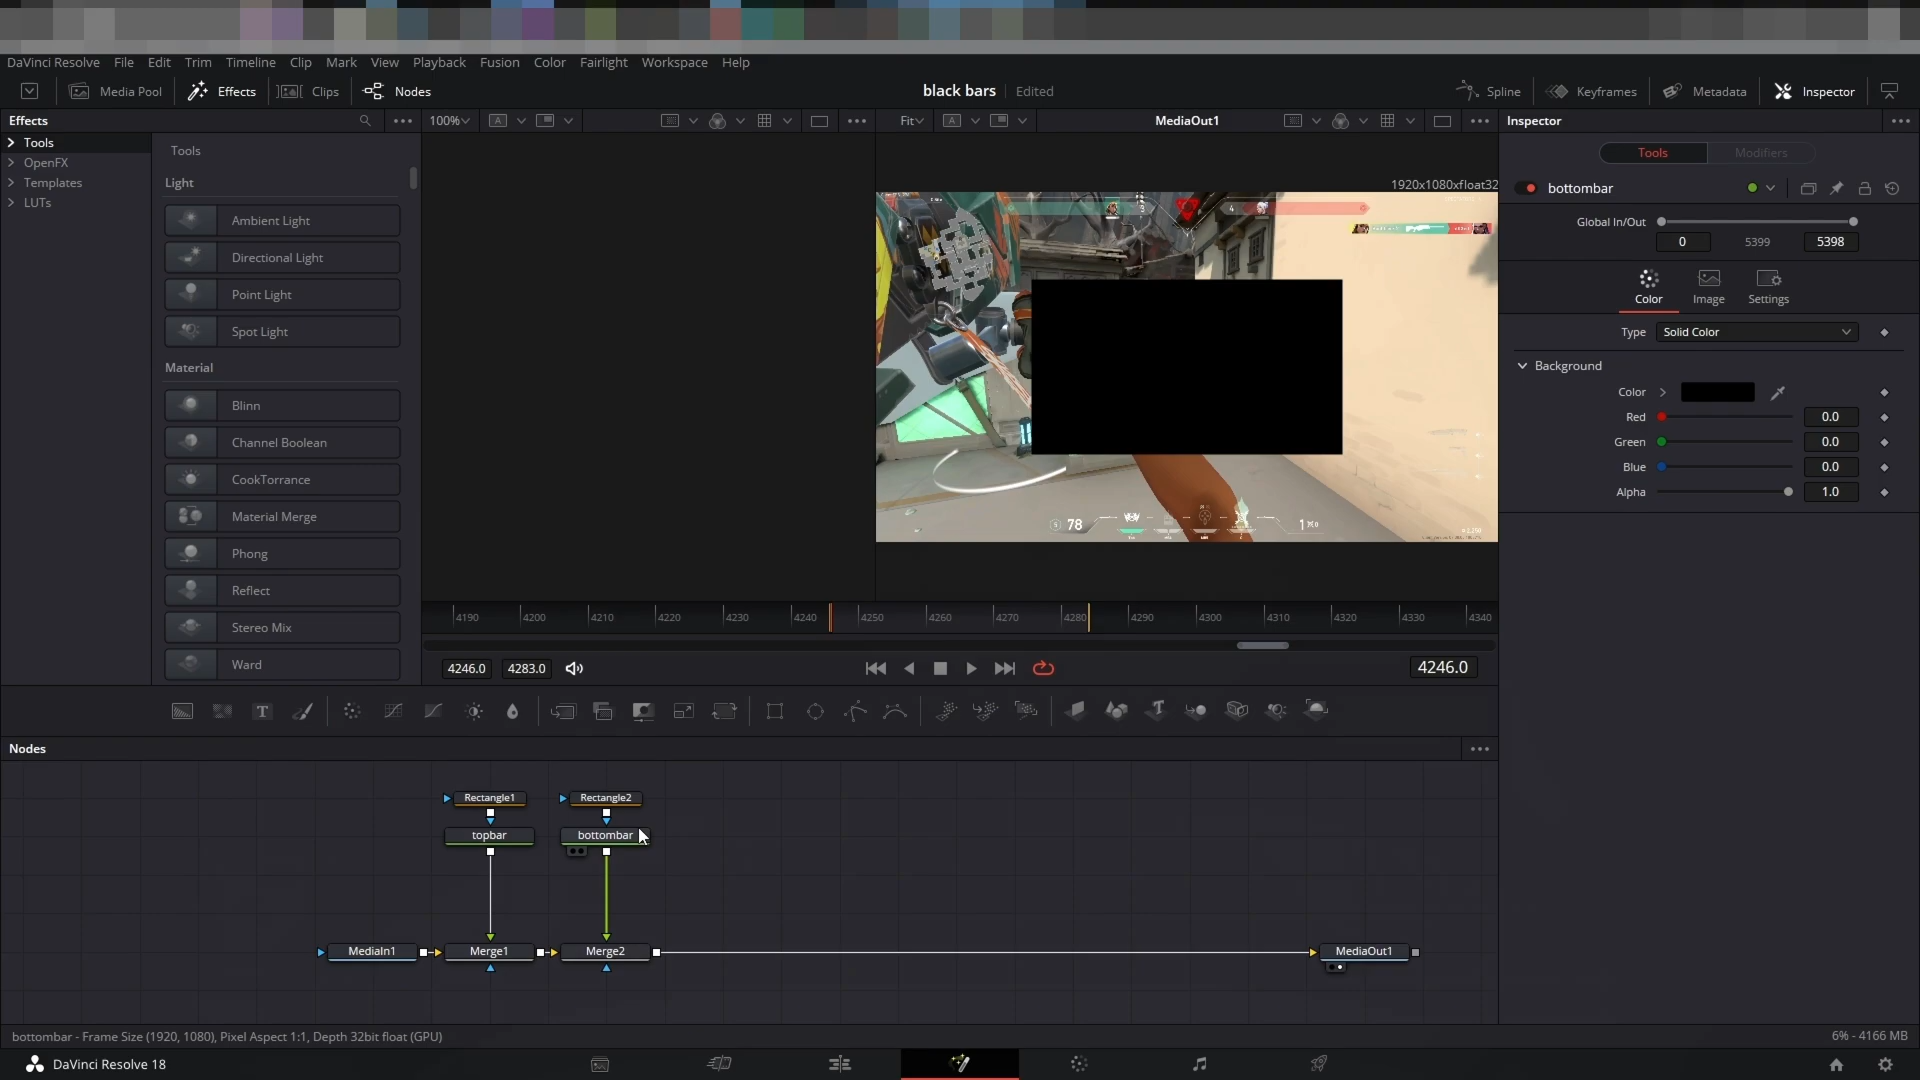 DaVinci Resolve File Edit Trim Timeline Clip Mark View Playback Fusion Color Fairlight Workspace Help
Media Pool Effects Clips Nodes black bars Edited Spline Keyframes Metadata Inspector
Effects 100% A Fit A MediaOut1 Inspector
Tools
OpenFX
Templates
LUTs
Tools
Light
Ambient Light
Directional Light
Point Light
Spot Light
Material
Blinn
Channel Boolean
CookTorrance
Material Merge
Phong
Reflect
Stereo Mix
Ward
1920x1080xfloat32
4
78
1
4190 4200 4210 4220 4230 4240 4250 4260 4270 4280 4290 4300 4310 4320 4330 4340
4246.0 4283.0 4246.0
Tools Modifiers
bottombar
Global In/Out
0 5399 5398
Color Image Settings
Type Solid Color
Background
Color
Red 0.0
Green 0.0
Blue 0.0
Alpha 1.0
T T
Nodes
Rectangle1 Rectangle2
topbar bottombar
MediaIn1 Merge1 Merge2 MediaOut1
bottombar - Frame Size (1920, 1080), Pixel Aspect 1:1, Depth 32bit float (GPU) 6% - 4166 MB
DaVinci Resolve 18